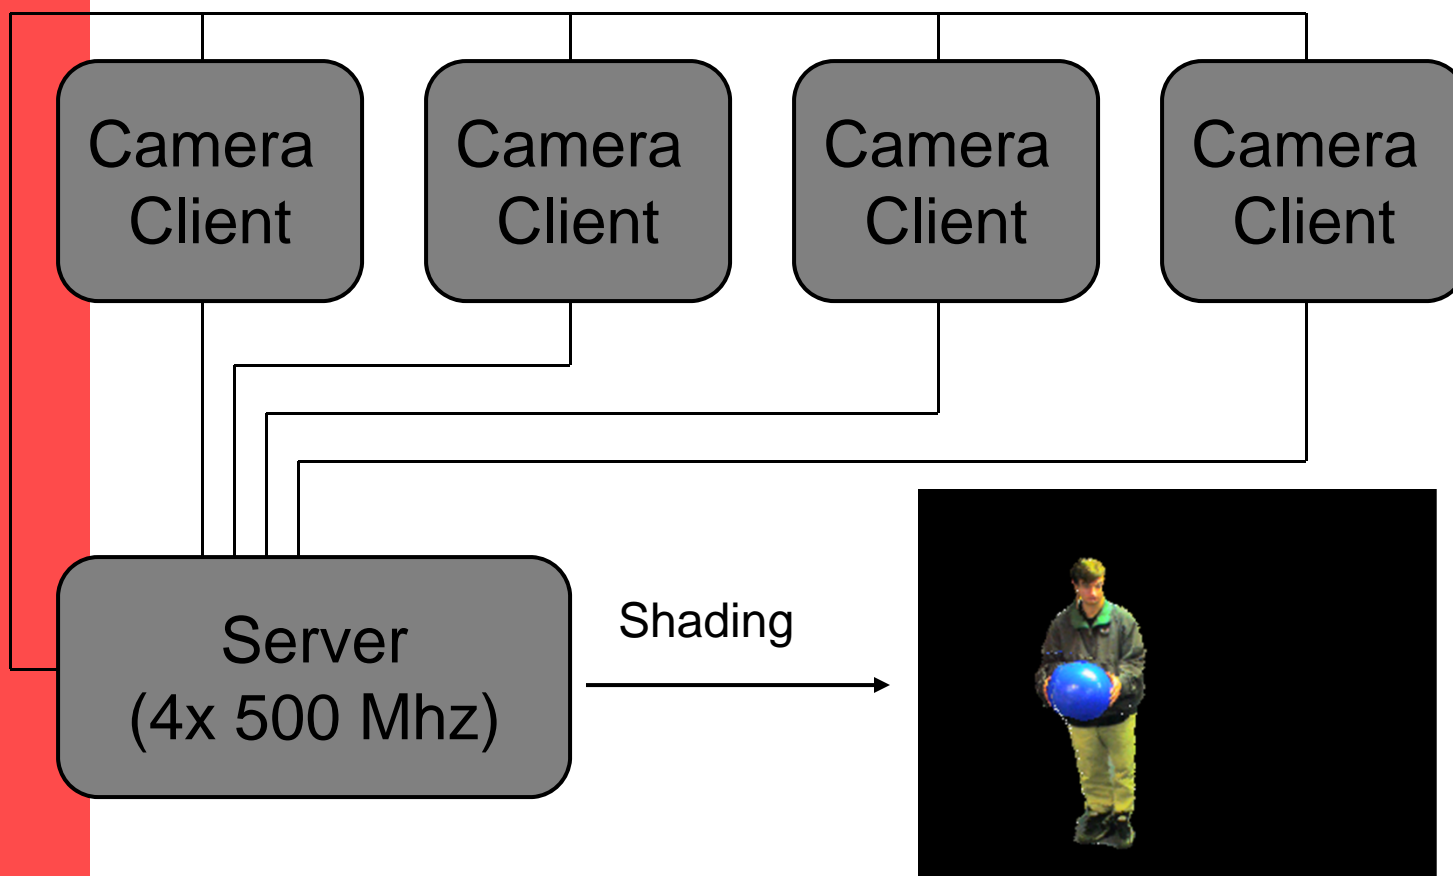 Camera
Client
Camera
Client
Camera
Client
Camera
Client
Server
(4x 500 Mhz)
Shading